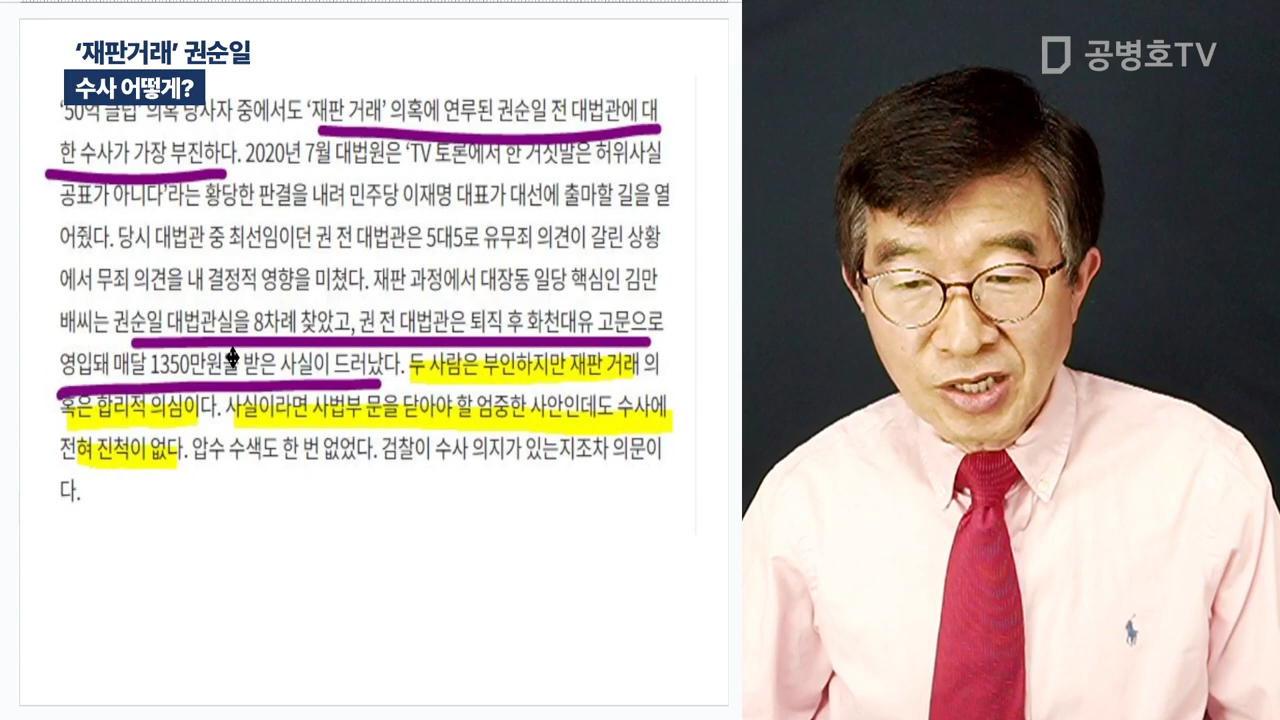 ‘재판거래’ 권순일
수사 어떻게?
공병호TV
‘50억 클럽’ 의혹 당사자 중에서도 ‘재판 거래’ 의혹에 연루된 권순일 전 대법관에 대
한 수사가 가장 부진하다. 2020년 7월 대법원은 ‘TV 토론에서 한 거짓말은 허위사실
공표가 아니다’라는 황당한 판결을 내려 민주당 이재명 대표가 대선에 출마할 길을 열
어줬다. 당시 대법관 중 최선임이던 권 전 대법관은 5대5로 유무죄 의견이 갈린 상황
에서 무죄 의견을 내 결정적 영향을 미쳤다. 재판 과정에서 대장동 일당 핵심인 김만
배씨는 권순일 대법관실을 8차례 찾았고, 권 전 대법관은 퇴직 후 화천대유 고문으로
영입돼 매달 1350만원을 받은 사실이 드러났다. 두 사람은 부인하지만 재판 거래 의
혹은 합리적 의심이다. 사실이라면 사법부 문을 닫아야 할 엄중한 사안인데도 수사에
전혀 진척이 없다. 압수 수색도 한 번 없었다. 검찰이 수사 의지가 있는지조차 의문이
다.